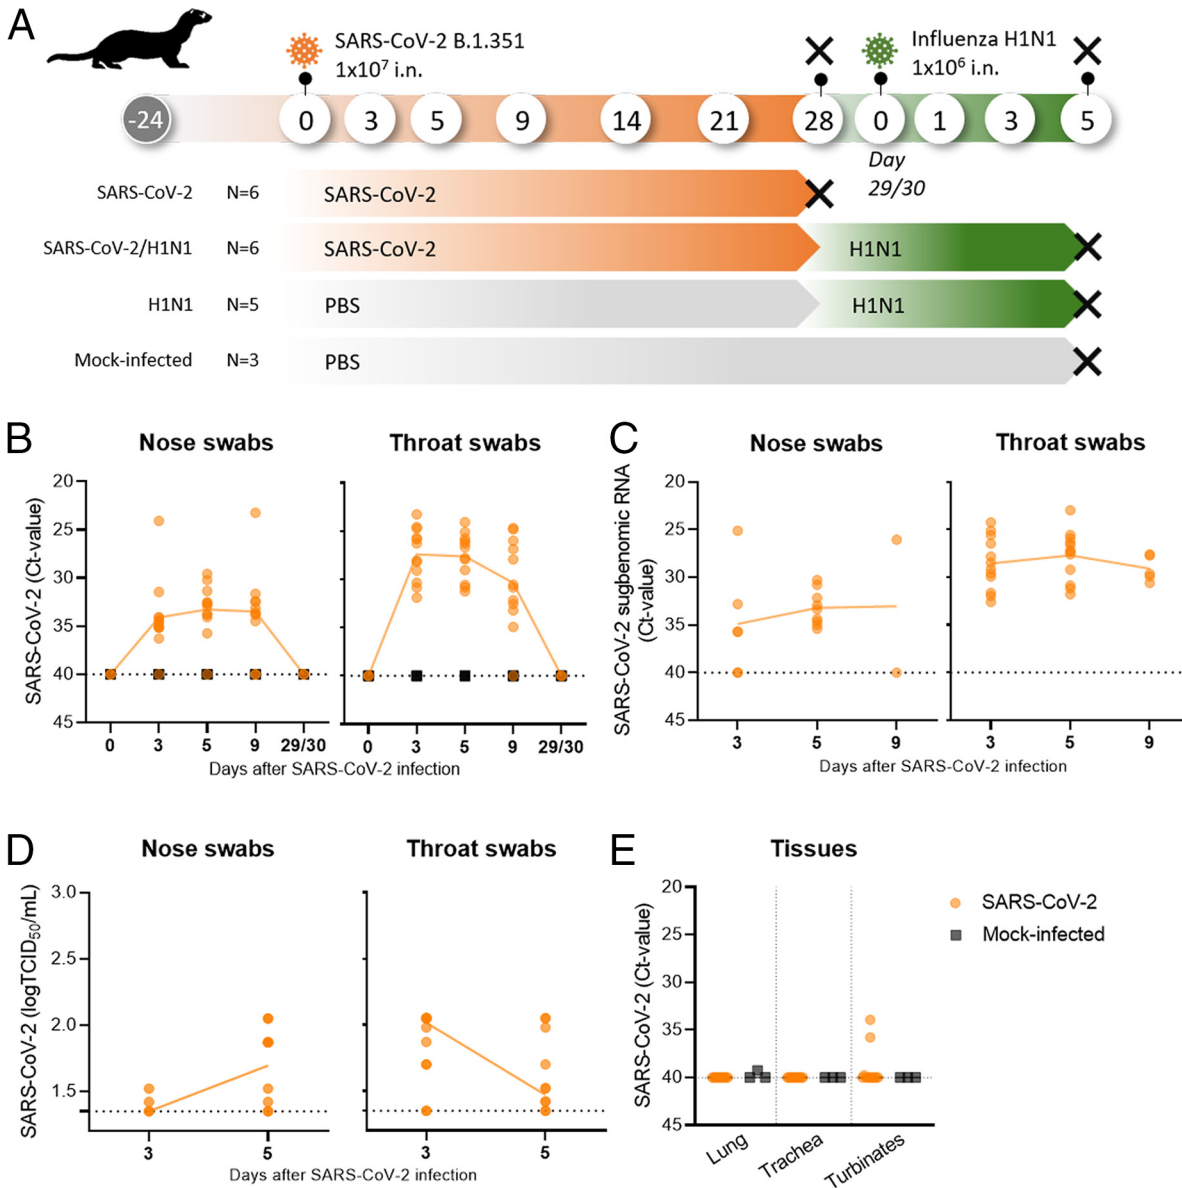 A
SARS-CoV-2 B.1.351
1x10⁷ i.n.
Influenza H1N1
1x10⁶ i.n.
-24 0 3 5 9 14 21 28 0 1 3 5
Day
29/30
SARS-CoV-2 N=6 SARS-CoV-2
SARS-CoV-2/H1N1 N=6 SARS-CoV-2 H1N1
H1N1 N=5 PBS H1N1
Mock-infected N=3 PBS
B
Nose swabs
Throat swabs
SARS-CoV-2 (Ct-value)
20
25
30
35
40
45
0 3 5 9 29/30
0 3 5 9 29/30
Days after SARS-CoV-2 infection
C
Nose swabs
Throat swabs
SARS-CoV-2 sugbenomic RNA
(Ct-value)
20
25
30
35
40
45
3 5 9
3 5 9
Days after SARS-CoV-2 infection
D
Nose swabs
Throat swabs
SARS-CoV-2 (logTCID₅₀/mL)
3.0
2.5
2.0
1.5
3 5
3 5
Days after SARS-CoV-2 infection
E
Tissues
SARS-CoV-2 (Ct-value)
20
25
30
35
40
45
Lung Trachea Turbinates
SARS-CoV-2
Mock-infected